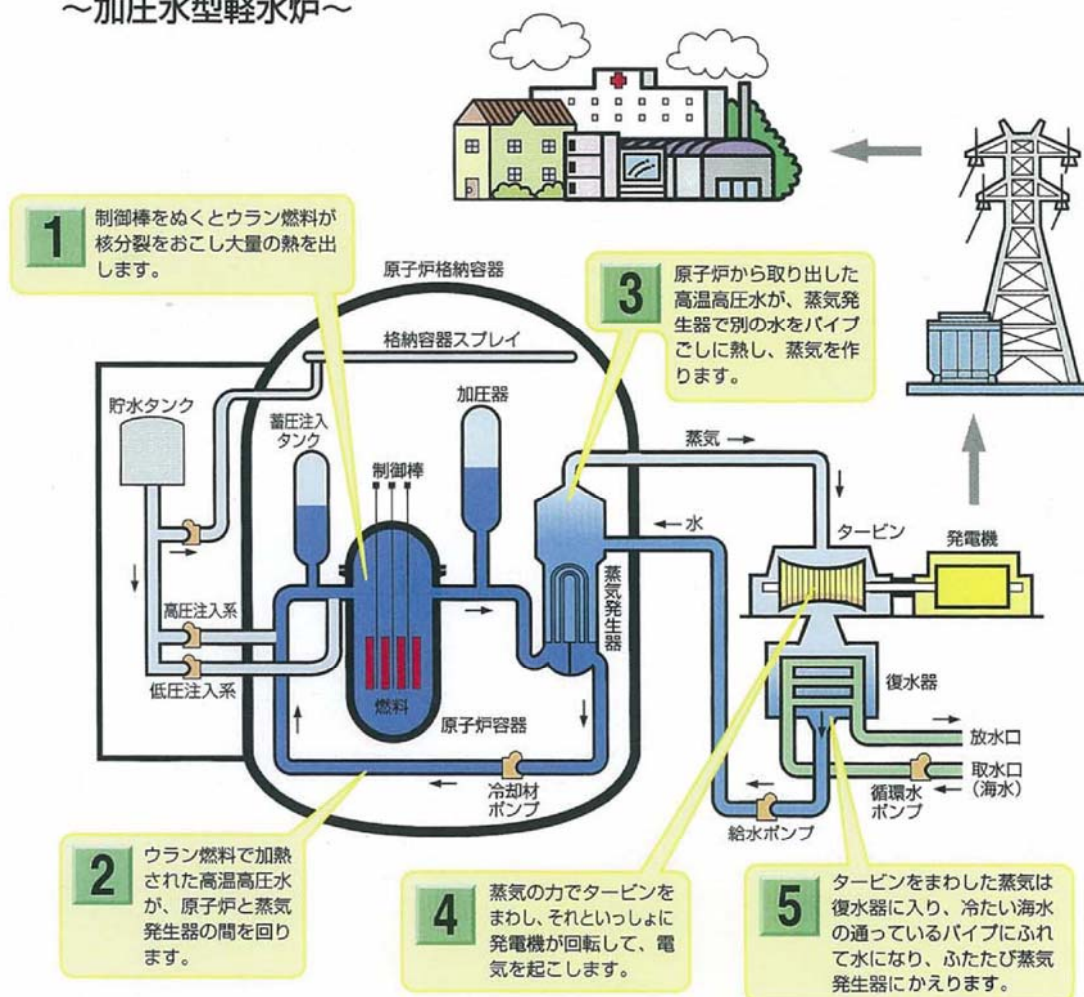 ～加圧水型軽水炉～
1
制御棒をぬくとウラン燃料が
核分裂をおこし大量の熱を出
します。
原子炉格納容器
3
原子炉から取り出した
高温高圧水が、蒸気発
生器で別の水をパイプ
ごしに熱し、蒸気を作
ります。
格納容器スプレイ
貯水タンク
蓄圧注入
タンク
加圧器
制御棒
蒸気
水
タービン
発電機
蒸気発生器
高圧注入系
低圧注入系
燃料
原子炉容器
復水器
放水口
取水口
（海水）
冷却材
ポンプ
循環水
ポンプ
給水ポンプ
2
ウラン燃料で加熱
された高温高圧水
が、原子炉と蒸気
発生器の間を回り
ます。
4
蒸気の力でタービンを
まわし、それといっしょに
発電機が回転して、電
気を起こします。
5
タービンをまわした蒸気は
復水器に入り、冷たい海水
の通っているパイプにふれ
て水になり、ふたたび蒸気
発生器にかえります。